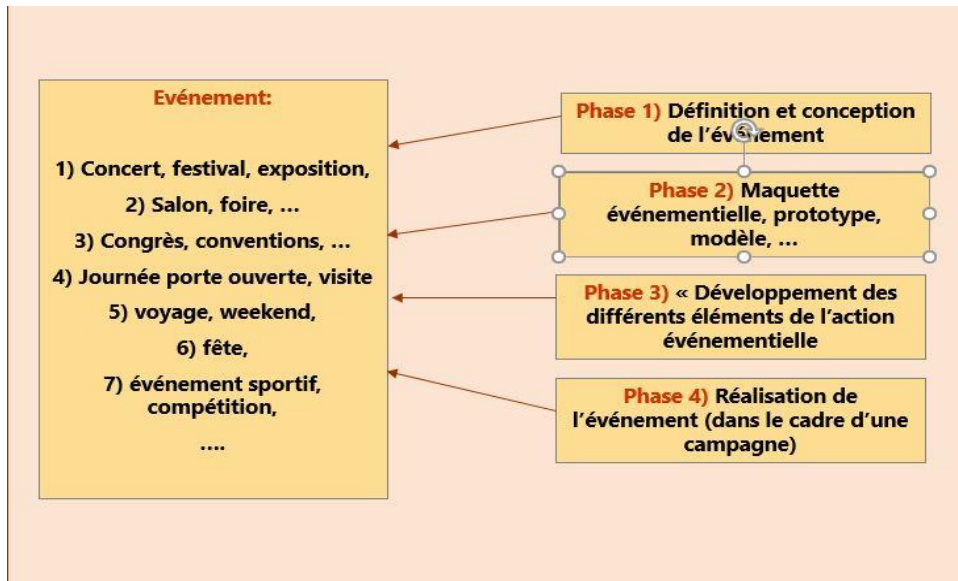 Evénement:
1) Concert, festival, exposition,
2) Salon, foire, …
3) Congrès, conventions, …
4) Journée porte ouverte, visite
5) voyage, weekend,
6) fête,
7) événement sportif,
compétition,
….
Phase 1) Définition et conception
de l’événement
Phase 2) Maquette
événementielle, prototype,
modèle, …
Phase 3) « Développement des
différents éléments de l’action
événementielle
Phase 4) Réalisation de
l’événement (dans le cadre d’une
campagne)